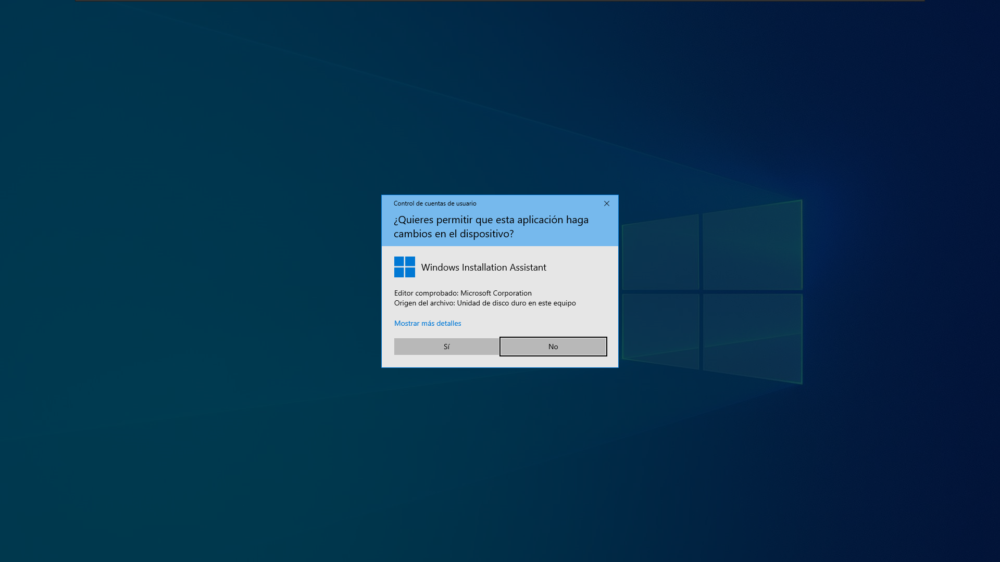 Control de cuentas de usuario
¿Quieres permitir que esta aplicación haga
cambios en el dispositivo?
Windows Installation Assistant
Editor comprobado: Microsoft Corporation
Origen del archivo: Unidad de disco duro en este equipo
Mostrar más detalles
Sí
No